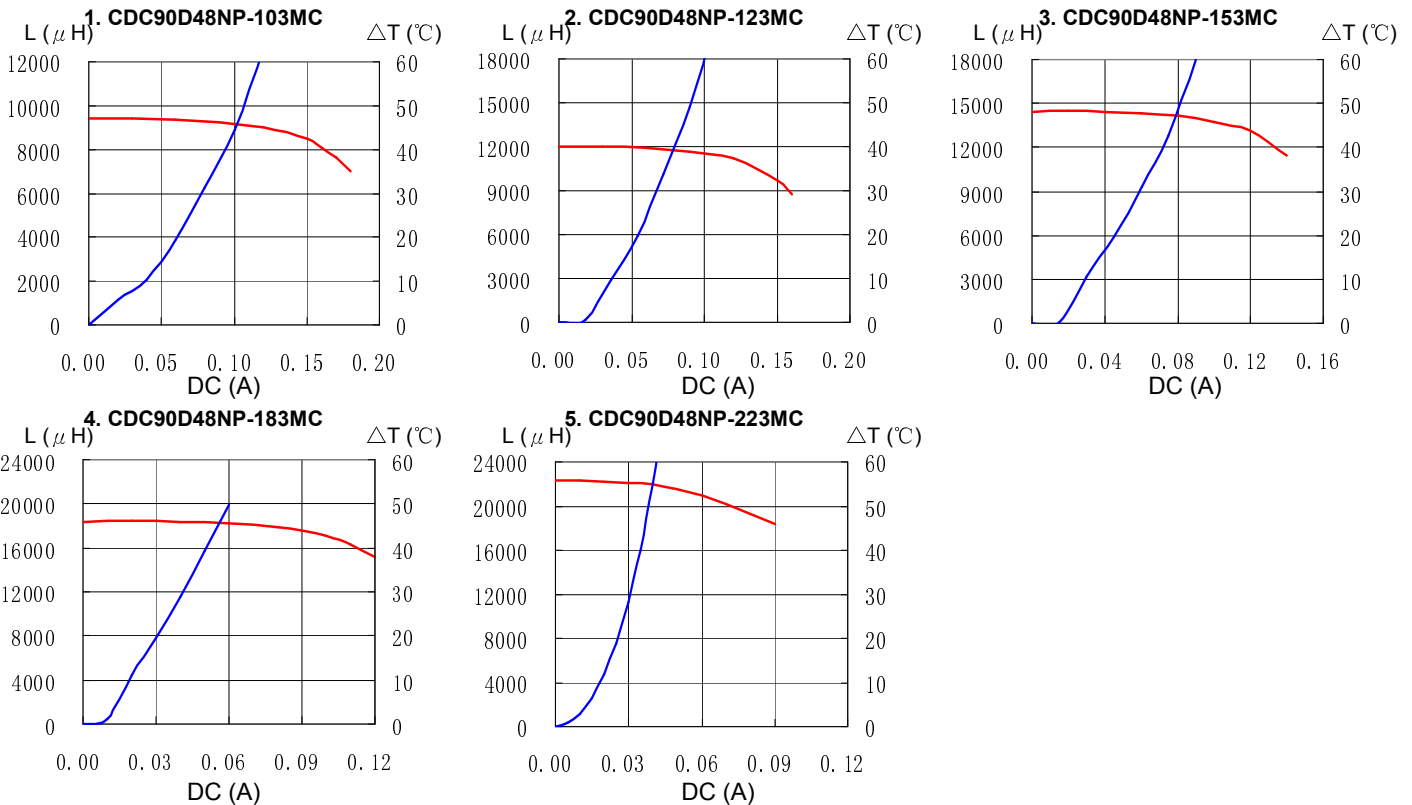 1. CDC90D48NP-103MC
L (μ H)
△T (℃)
12000
10000
8000
6000
4000
2000
0
60
50
40
30
20
10
0
0.00 0.05 0.10 0.15 0.20
DC (A)
2. CDC90D48NP-123MC
L (μ H)
△T (℃)
18000
15000
12000
9000
6000
3000
0
60
50
40
30
20
10
0
0.00 0.05 0.10 0.15 0.20
DC (A)
3. CDC90D48NP-153MC
L (μ H)
△T (℃)
18000
15000
12000
9000
6000
3000
0
60
50
40
30
20
10
0
0.00 0.04 0.08 0.12 0.16
DC (A)
4. CDC90D48NP-183MC
L (μ H)
△T (℃)
24000
20000
16000
12000
8000
4000
0
60
50
40
30
20
10
0
0.00 0.03 0.06 0.09 0.12
DC (A)
5. CDC90D48NP-223MC
L (μ H)
△T (℃)
24000
20000
16000
12000
8000
4000
0
60
50
40
30
20
10
0
0.00 0.03 0.06 0.09 0.12
DC (A)